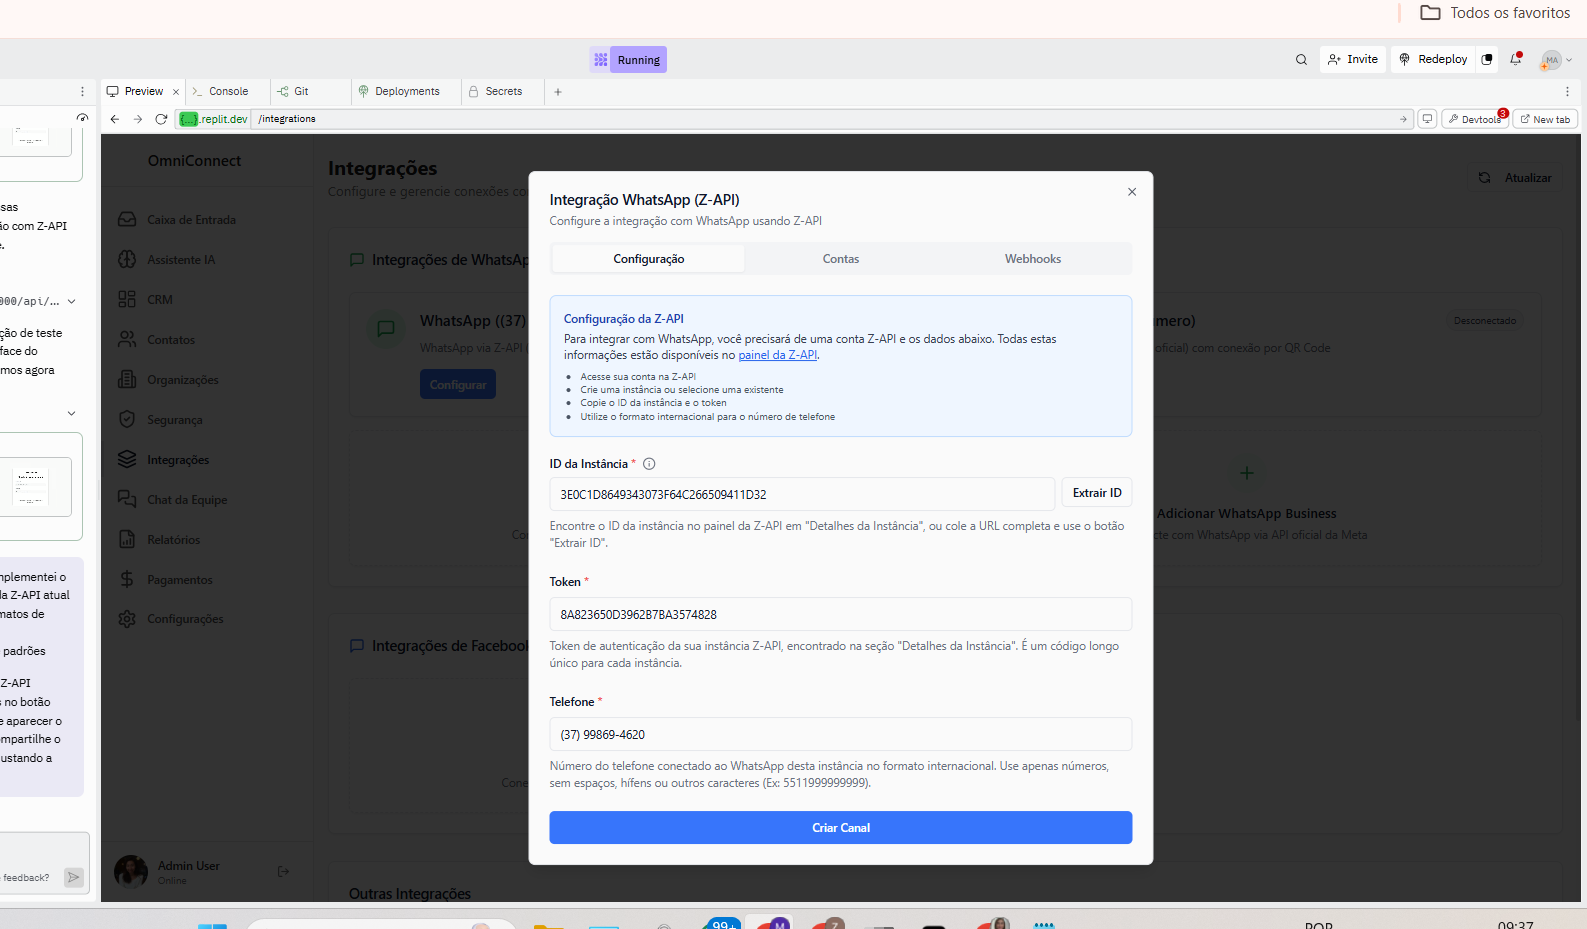 Todos os favoritos
Running
Invite
Redeploy
MA
Preview
Console
Git
Deployments
Secrets
{...}.replit.dev
/integrations
Devtools
3
New tab
sas
ão com Z-API
e.
000/api/...
ção de teste
face do
mos agora
mplementei o
la Z-API atual
matos de
padrões
Z-API
s no botão
e aparecer o
mpartilhe o
ustando a
feedback?
OmniConnect
Caixa de Entrada
Assistente IA
CRM
Contatos
Organizações
Segurança
Integrações
Chat da Equipe
Relatórios
Pagamentos
Configurações
Admin User
Online
Integrações
Configure e gerencie conexões co
Atualizar
Integrações de WhatsAp
WhatsApp ((37)
WhatsApp via Z-API
Configurar
mero)
Desconectado
oficial) com conexão por QR Code
Adicionar WhatsApp Business
cte com WhatsApp via API oficial da Meta
Co
Integrações de Facebook
Cone
Outras Integrações
Integração WhatsApp (Z-API)
Configure a integração com WhatsApp usando Z-API
Configuração
Contas
Webhooks
Configuração da Z-API
Para integrar com WhatsApp, você precisará de uma conta Z-API e os dados abaixo. Todas estas
informações estão disponíveis no painel da Z-API.
Acesse sua conta na Z-API
Crie uma instância ou selecione uma existente
Copie o ID da instância e o token
Utilize o formato internacional para o número de telefone
ID da Instância *
3E0C1D8649343073F64C266509411D32
Extrair ID
Encontre o ID da instância no painel da Z-API em "Detalhes da Instância", ou cole a URL completa e use o botão
"Extrair ID".
Token *
8A823650D3962B7BA3574828
Token de autenticação da sua instância Z-API, encontrado na seção "Detalhes da Instância". É um código longo
único para cada instância.
Telefone *
(37) 99869-4620
Número do telefone conectado ao WhatsApp desta instância no formato internacional. Use apenas números,
sem espaços, hífens ou outros caracteres (Ex: 5511999999999).
Criar Canal
99+
M
Z
POR
09:37